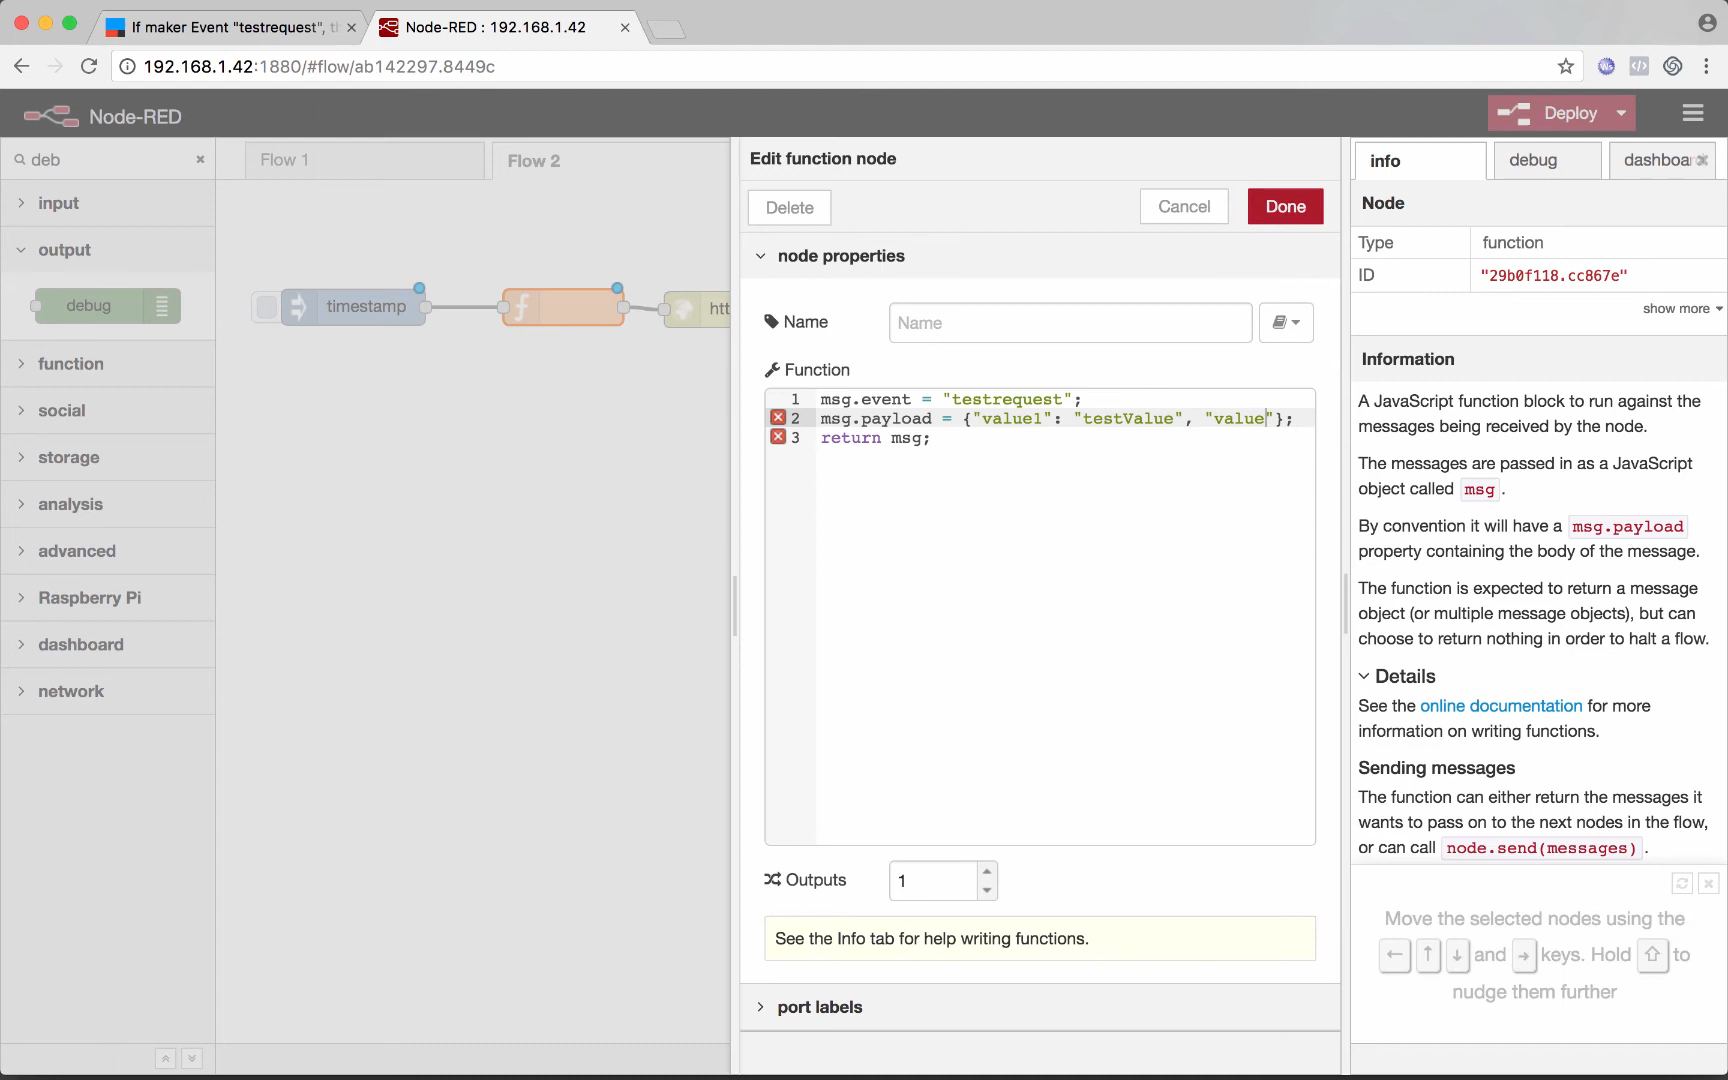 If maker Event "testrequest", th
Node-RED : 192.168.1.42
192.168.1.42:1880/#flow/ab142297.8449c
Node-RED
Deploy
deb
Flow 1
Flow 2
input
output
debug
function
social
storage
analysis
advanced
Raspberry Pi
dashboard
network
timestamp
f
htt
Edit function node
Delete
Cancel
Done
node properties
Name
Name
Function
1 msg.event = "testrequest";
2 msg.payload = {"value1": "testValue", "value"};
3 return msg;
Outputs
1
See the Info tab for help writing functions.
port labels
info
debug
dashboar
Node
Type function
ID "29b0f118.cc867e"
show more
Information
A JavaScript function block to run against the
messages being received by the node.
The messages are passed in as a JavaScript
object called msg .
By convention it will have a msg.payload
property containing the body of the message.
The function is expected to return a message
object (or multiple message objects), but can
choose to return nothing in order to halt a flow.
Details
See the online documentation for more
information on writing functions.
Sending messages
The function can either return the messages it
wants to pass on to the next nodes in the flow,
or can call node.send(messages) .
Move the selected nodes using the
← ↑ ↓ and → keys. Hold ⇧ to
nudge them further